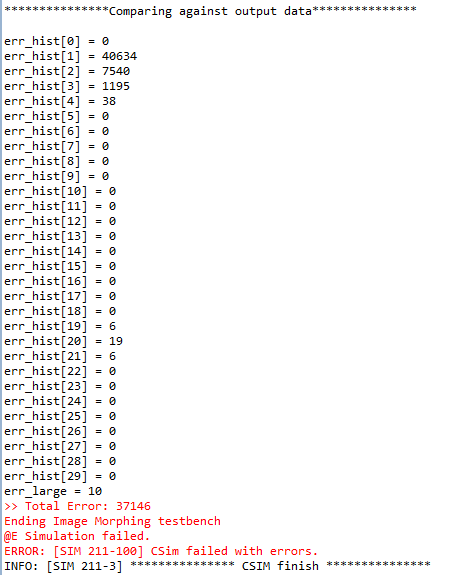 ***************Comparing against output data***************
err_hist[0] = 0
err_hist[1] = 40634
err_hist[2] = 7540
err_hist[3] = 1195
err_hist[4] = 38
err_hist[5] = 0
err_hist[6] = 0
err_hist[7] = 0
err_hist[8] = 0
err_hist[9] = 0
err_hist[10] = 0
err_hist[11] = 0
err_hist[12] = 0
err_hist[13] = 0
err_hist[14] = 0
err_hist[15] = 0
err_hist[16] = 0
err_hist[17] = 0
err_hist[18] = 0
err_hist[19] = 6
err_hist[20] = 19
err_hist[21] = 6
err_hist[22] = 0
err_hist[23] = 0
err_hist[24] = 0
err_hist[25] = 0
err_hist[26] = 0
err_hist[27] = 0
err_hist[28] = 0
err_hist[29] = 0
err_large = 10
>> Total Error: 37146
Ending Image Morphing testbench
@E Simulation failed.
ERROR: [SIM 211-100] CSim failed with errors.
INFO: [SIM 211-3] *************** CSIM finish ***************